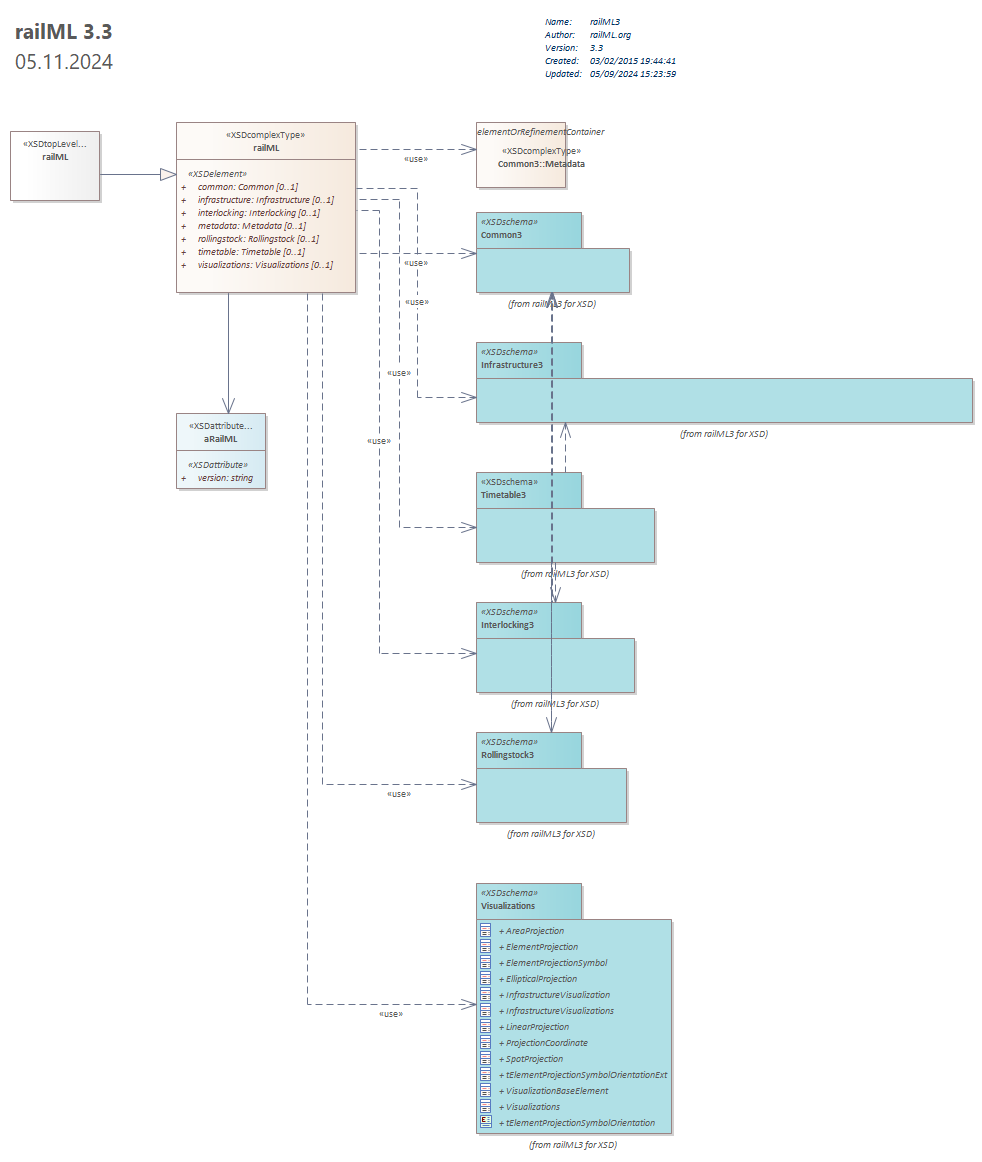 railML 3.3
05.11.2024
Name: railML3
Author: railML.org
Version: 3.3
Created: 03/02/2015 19:44:41
Updated: 05/09/2024 15:23:59
«XSDtopLevel...
railML
«XSDcomplexType»
railML
«XSDelement»
+ common: Common [0..1]
+ infrastructure: Infrastructure [0..1]
+ interlocking: Interlocking [0..1]
+ metadata: Metadata [0..1]
+ rollingstock: Rollingstock [0..1]
+ timetable: Timetable [0..1]
+ visualizations: Visualizations [0..1]
elementOrRefinementContainer
«XSDcomplexType»
Common3::Metadata
«use»
«XSDschema»
Common3
(from railML3 for XSD)
«use»
«use»
«XSDschema»
Infrastructure3
(from railML3 for XSD)
«use»
«XSDattribute...
aRailML
«XSDattribute»
+ version: string
«use»
«XSDschema»
Timetable3
(from railML3 for XSD)
«XSDschema»
Interlocking3
(from railML3 for XSD)
«XSDschema»
Rollingstock3
(from railML3 for XSD)
«use»
«XSDschema»
Visualizations
+ AreaProjection
+ ElementProjection
+ ElementProjectionSymbol
+ EllipticalProjection
+ InfrastructureVisualization
+ InfrastructureVisualizations
+ LinearProjection
+ ProjectionCoordinate
+ SpotProjection
+ tElementProjectionSymbolOrientationExt
+ VisualizationBaseElement
+ Visualizations
+ tElementProjectionSymbolOrientation
(from railML3 for XSD)
«use»